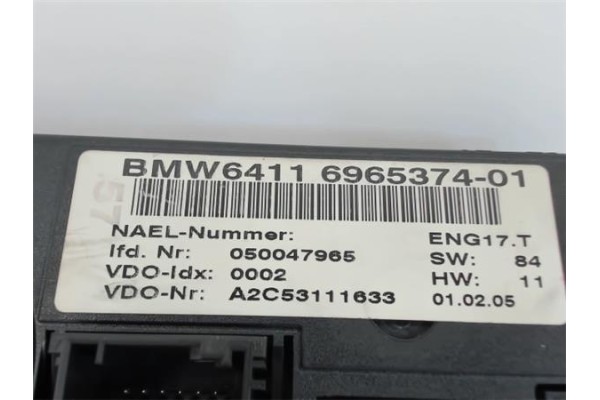 BMW6411 6965374-01
NAEL-Nummer: ENG17.T
lfd. Nr: 050047965 SW: 84
VDO-Idx: 0002 HW: 11
VDO-Nr: A2C53111633 01.02.05